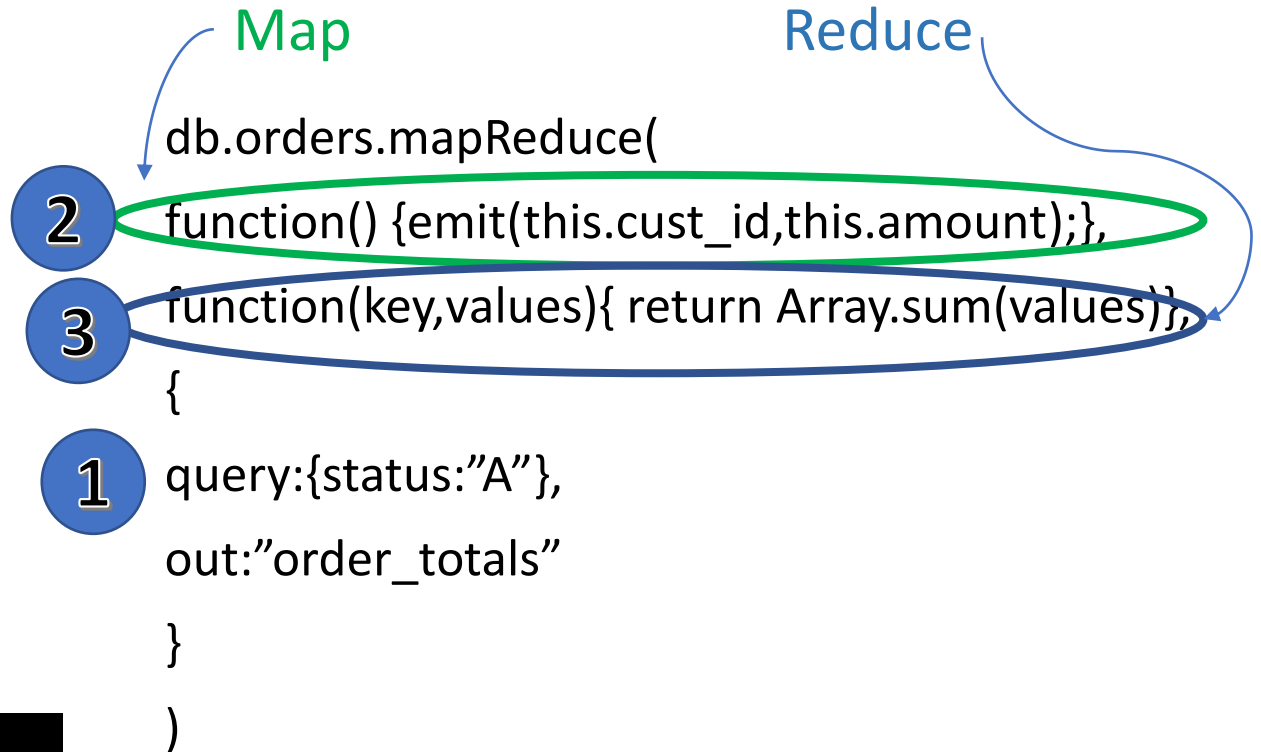 Map Reduce
db.orders.mapReduce(
2 function() {emit(this.cust_id,this.amount);},
3 function(key,values){ return Array.sum(values)},
{
1 query:{status:”A”},
out:”order_totals”
}
)